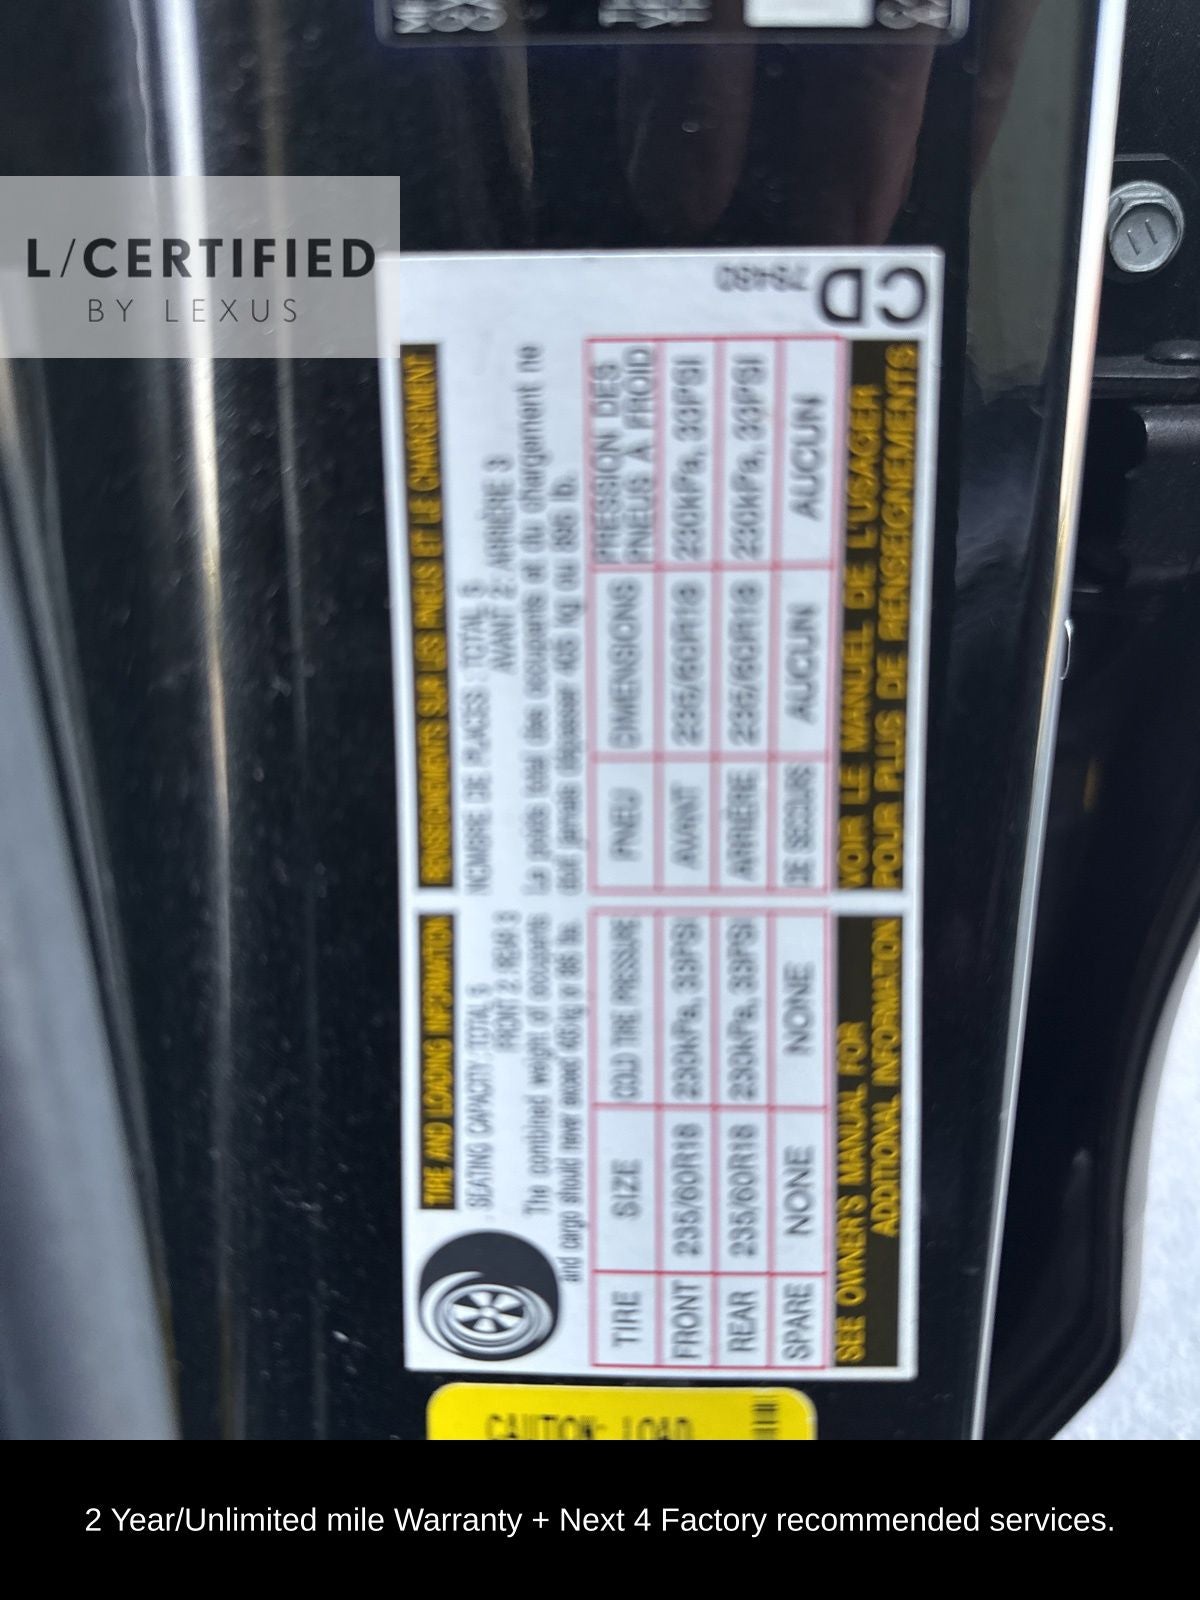 L/CERTIFIED
BY LEXUS
TIRE AND LOADING INFORMATION
SEATING CAPACITY : TOTAL 5
FRONT 2 : REAR 3
The combined weight of occupants
and cargo should never exceed kg or lbs.
TIRE SIZE COLD TIRE PRESSURE
FRONT 235/60R18 230kPa, 33PSI
REAR 235/60R18 230kPa, 33PSI
SPARE NONE NONE
SEE OWNER'S MANUAL FOR
ADDITIONAL INFORMATION
RENSEIGNEMENTS SUR LES PNEUS ET LE CHARGEMENT
NOMBRE DE PLACES : TOTAL 5
AVANT 2 : ARRIÈRE 3
Le poids total des occupants et du chargement ne
doit jamais dépasser kg ou lb.
PNEU DIMENSIONS PRESSION DES
PNEUS À FROID
AVANT 235/60R18 230kPa, 33PSI
ARRIÈRE 235/60R18 230kPa, 33PSI
DE SECOURS AUCUN AUCUN
VOIR LE MANUEL DE L'USAGER
POUR PLUS DE RENSEIGNEMENTS
CD
78480
CAUTION: LOAD
2 Year/Unlimited mile Warranty + Next 4 Factory recommended services.